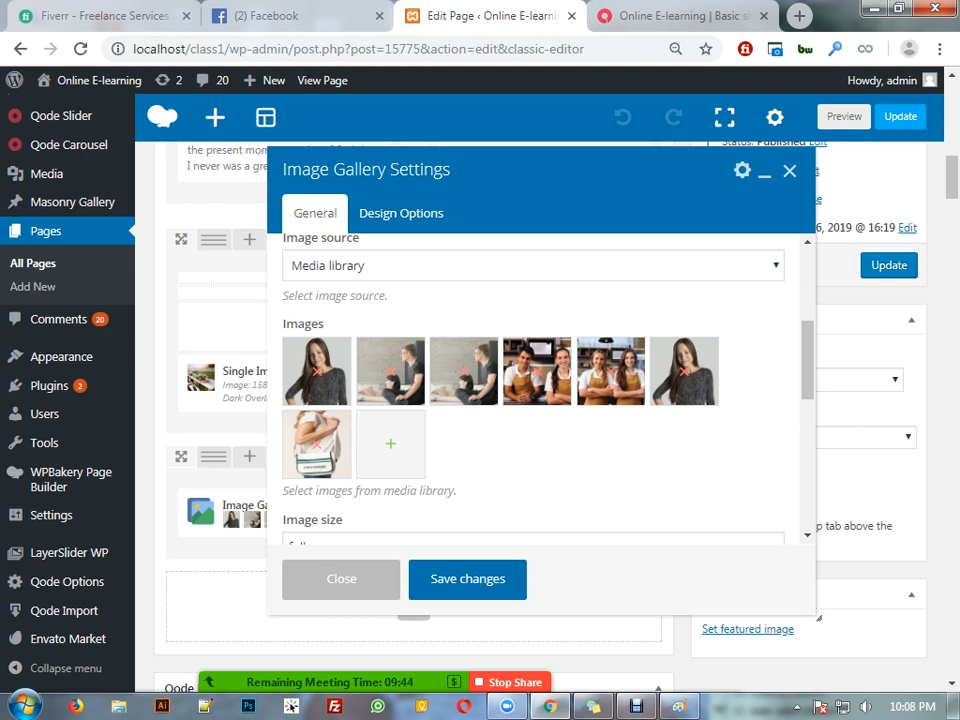 Fiverr - Freelance Services
(2) Facebook
Edit Page ‹ Online E-learni
Online E-learning | Basic s
localhost/class1/wp-admin/post.php?post=15775&action=edit&classic-editor
Online E-learning
2
20
New
View Page
Howdy, admin
Qode Slider
Qode Carousel
Media
Masonry Gallery
Pages
All Pages
Add New
Comments 20
Appearance
Plugins 2
Users
Tools
WPBakery Page
Builder
Settings
LayerSlider WP
Qode Options
Qode Import
Envato Market
Collapse menu
Preview
Update
the present mom
I never was a gre
Status: Published Edit
6, 2019 @ 16:19 Edit
Update
Image Gallery Settings
General
Design Options
Image source
Media library
Select image source.
Images
Select images from media library.
Image size
Close
Save changes
Single Im
Image: 158
Dark Overl
Image Ga
p tab above the
Set featured image
Qode
Remaining Meeting Time: 09:44
$
Stop Share
10:08 PM